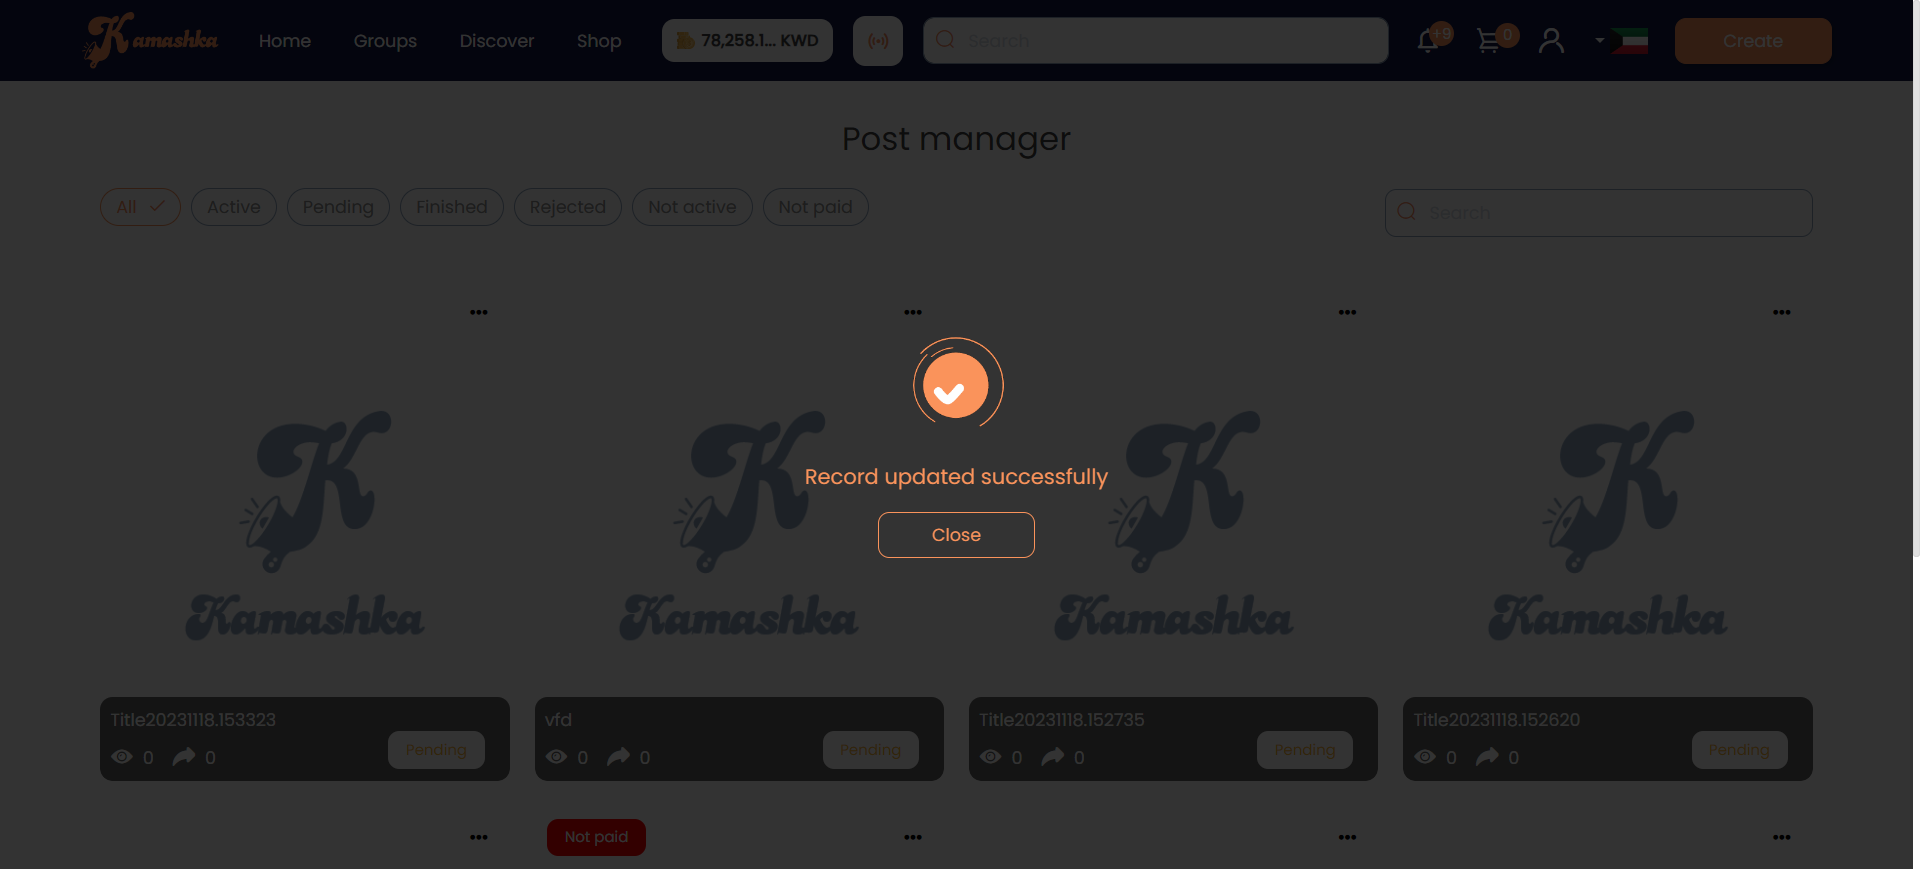 Kamashka Home Groups Discover Shop 78,258.1... KWD Search +9 0 Create
Post manager
All Active Pending Finished Rejected Not active Not paid Search
Record updated successfully
Close
Kamashka Kamashka Kamashka Kamashka
Title20231118.153323 vfd Title20231118.152735 Title20231118.152620
0 0 Pending 0 0 Pending 0 0 Pending 0 0 Pending
Not paid